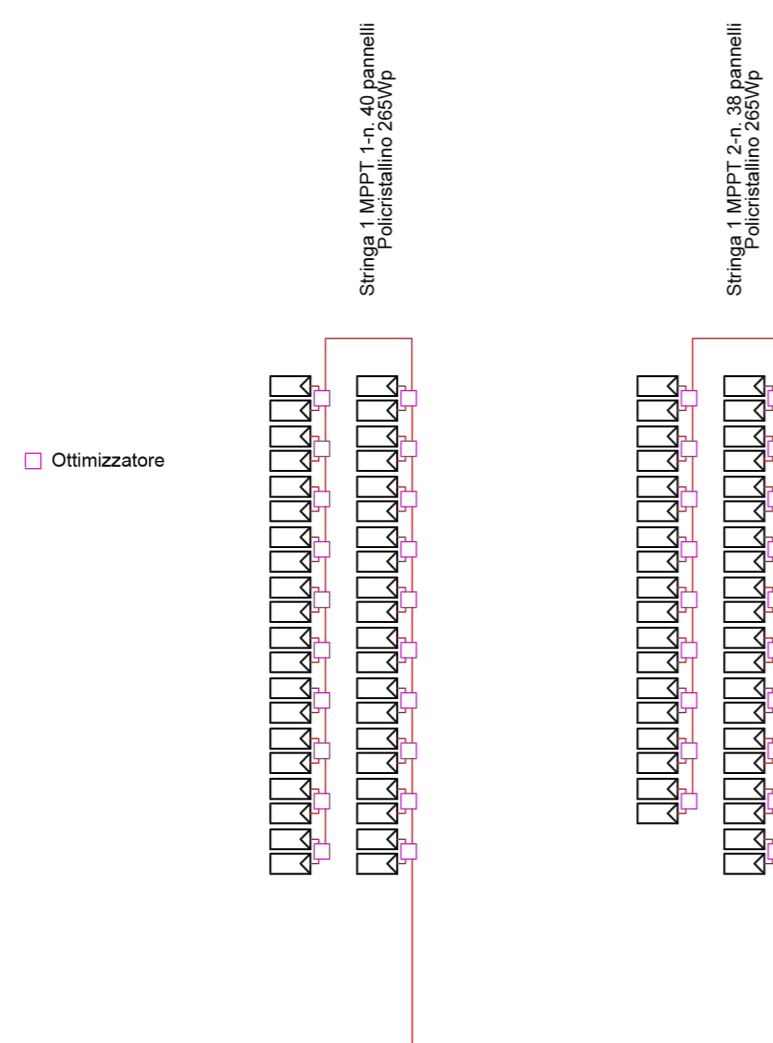 Stringa 1 MPPT 1-n. 40 pannelli
Policristallino 265Wp
Stringa 1 MPPT 2-n. 38 pannelli
Policristallino 265Wp
Ottimizzatore